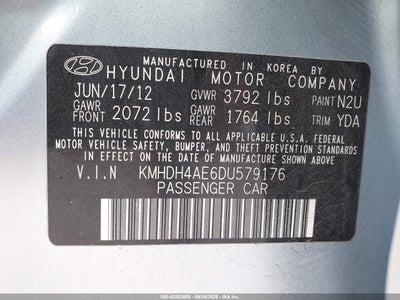 MANUFACTURED IN KOREA BY
HYUNDAI MOTOR COMPANY
JUN/17/12 GVWR 3792 lbs PAINT N2U
GAWR FRONT 2072 lbs GAWR REAR 1764 lbs TRIM YDA
THIS VEHICLE CONFORMS TO ALL APPLICABLE U.S.A. FEDERAL
MOTOR VEHICLE SAFETY, BUMPER, AND THEFT PREVENTION
STANDARDS IN EFFECT ON THE DATE OF MANUFACTURE
SHOWN ABOVE.
V.I.N KMHDH4AE6DU579176
PASSENGER CAR